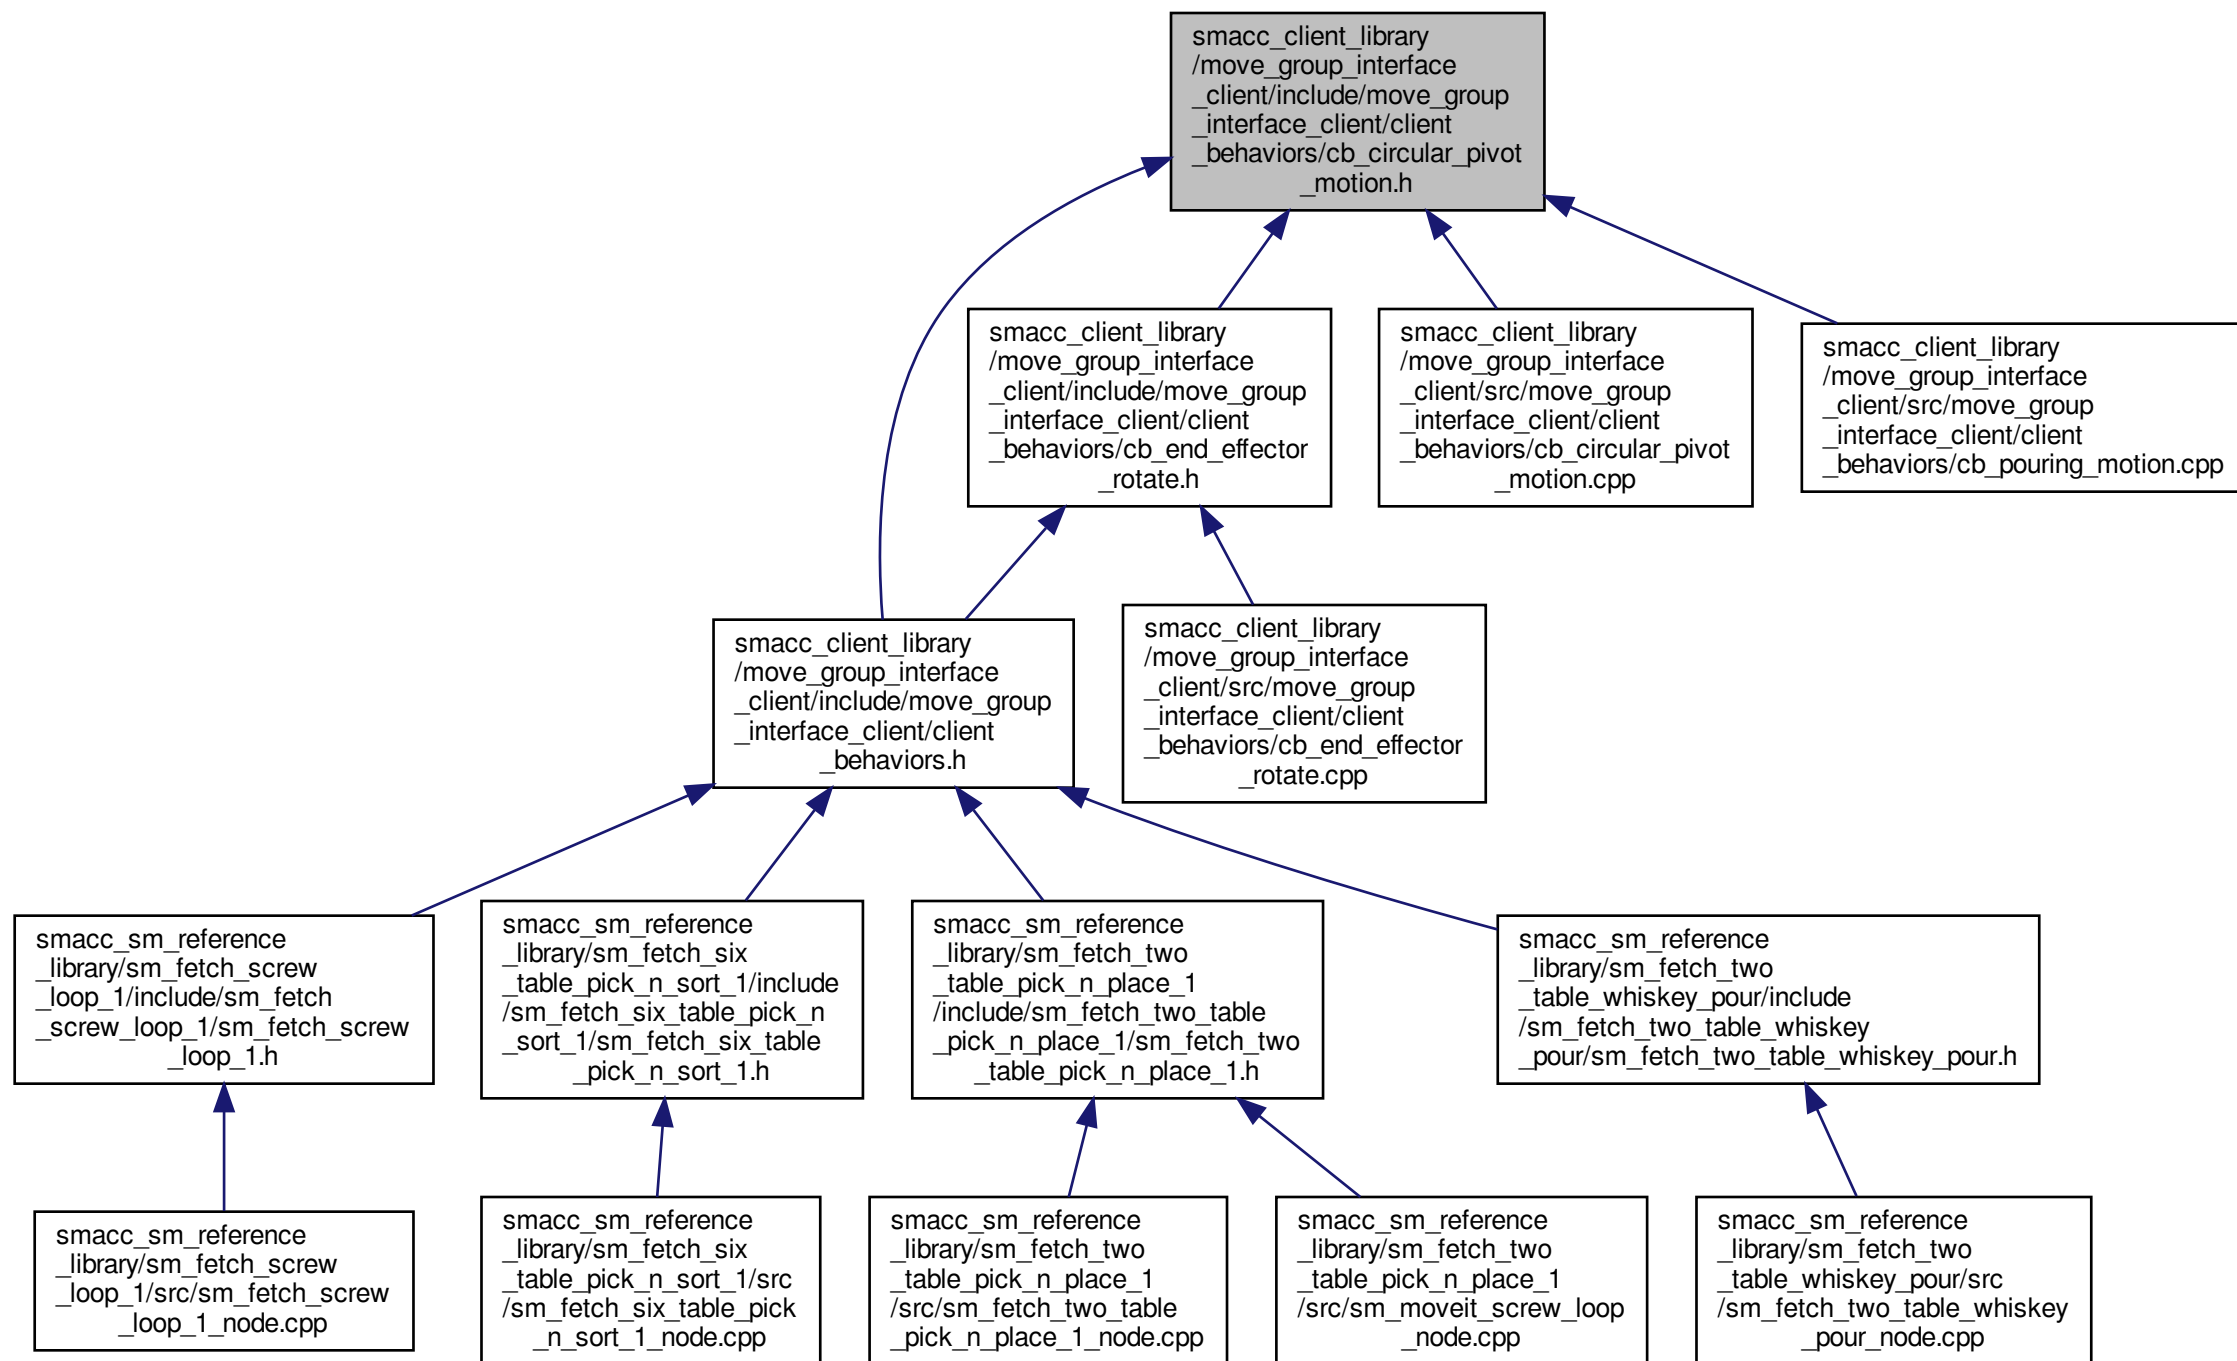 smacc_client_library
/move_group_interface
_client/include/move_group
_interface_client/client
_behaviors/cb_circular_pivot
_motion.h
smacc_client_library
/move_group_interface
_client/include/move_group
_interface_client/client
_behaviors/cb_end_effector
_rotate.h
smacc_client_library
/move_group_interface
_client/src/move_group
_interface_client/client
_behaviors/cb_circular_pivot
_motion.cpp
smacc_client_library
/move_group_interface
_client/src/move_group
_interface_client/client
_behaviors/cb_pouring_motion.cpp
smacc_client_library
/move_group_interface
_client/include/move_group
_interface_client/client
_behaviors.h
smacc_client_library
/move_group_interface
_client/src/move_group
_interface_client/client
_behaviors/cb_end_effector
_rotate.cpp
smacc_sm_reference
_library/sm_fetch_screw
_loop_1/include/sm_fetch
_screw_loop_1/sm_fetch_screw
_loop_1.h
smacc_sm_reference
_library/sm_fetch_six
_table_pick_n_sort_1/include
/sm_fetch_six_table_pick_n
_sort_1/sm_fetch_six_table
_pick_n_sort_1.h
smacc_sm_reference
_library/sm_fetch_two
_table_pick_n_place_1
/include/sm_fetch_two_table
_pick_n_place_1/sm_fetch_two
_table_pick_n_place_1.h
smacc_sm_reference
_library/sm_fetch_two
_table_whiskey_pour/include
/sm_fetch_two_table_whiskey
_pour/sm_fetch_two_table_whiskey_pour.h
smacc_sm_reference
_library/sm_fetch_screw
_loop_1/src/sm_fetch_screw
_loop_1_node.cpp
smacc_sm_reference
_library/sm_fetch_six
_table_pick_n_sort_1/src
/sm_fetch_six_table_pick
_n_sort_1_node.cpp
smacc_sm_reference
_library/sm_fetch_two
_table_pick_n_place_1
/src/sm_fetch_two_table
_pick_n_place_1_node.cpp
smacc_sm_reference
_library/sm_fetch_two
_table_pick_n_place_1
/src/sm_moveit_screw_loop
_node.cpp
smacc_sm_reference
_library/sm_fetch_two
_table_whiskey_pour/src
/sm_fetch_two_table_whiskey
_pour_node.cpp